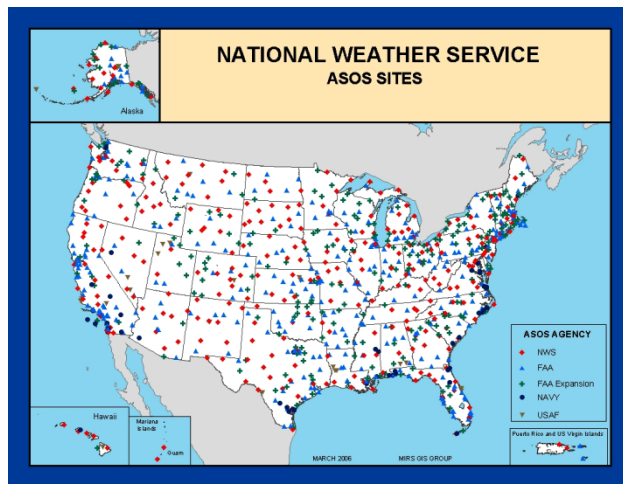 NATIONAL WEATHER SERVICE
ASOS SITES
Alaska
ASOS AGENCY
NWS
FAA
FAA Expansion
NAVY
USAF
Hawaii
Mariana
Islands
Guam
Puerto Rico and US Virgin Islands
MARCH 2006 MIRS GIS GROUP